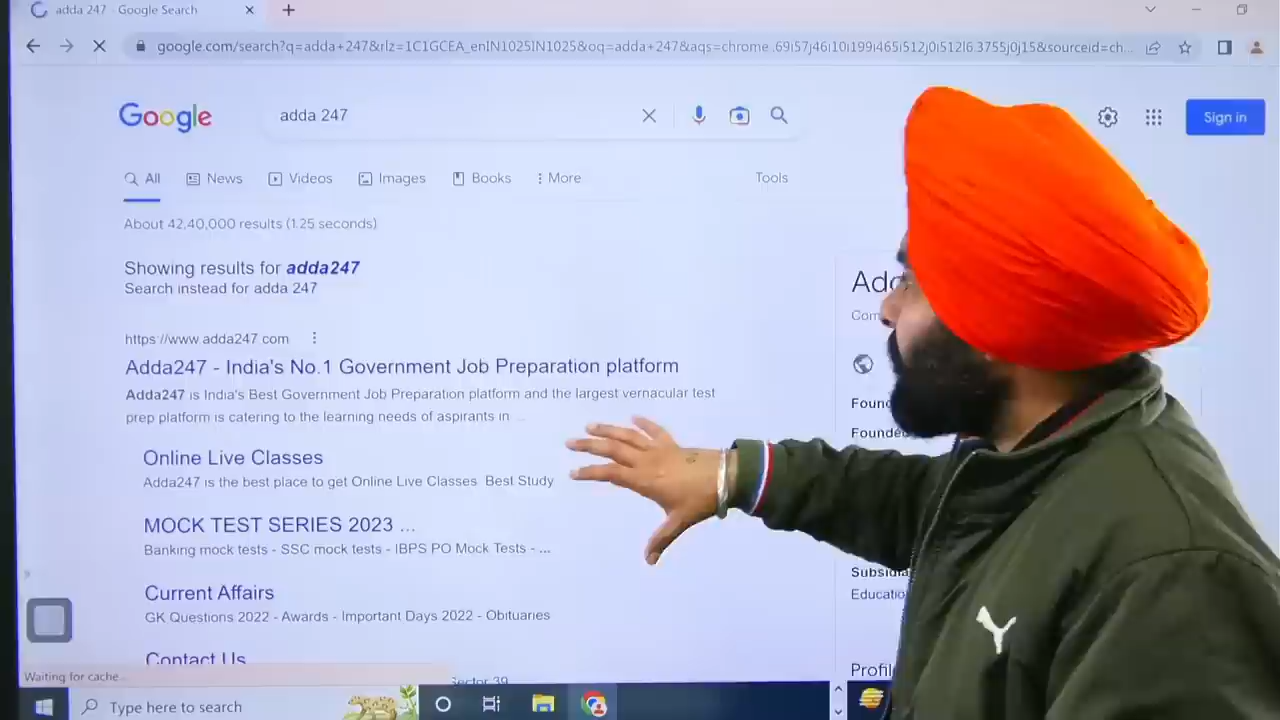 adda 247 - Google Search
google.com/search?q=adda+247&rlz=1C1GCEA_enIN1025IN1025&oq=adda+247&aqs=chrome.69i57j46i10i199i465i512j0i512l6.3755j0j15&sourceid=ch...
Google
adda 247
Sign in
All
News
Videos
Images
Books
More
Tools
About 42,40,000 results (1.25 seconds)
Showing results for adda247
Search instead for adda 247
https://www.adda247.com
Adda247 - India's No.1 Government Job Preparation platform
Adda247 is India's Best Government Job Preparation platform and the largest vernacular test
prep platform is catering to the learning needs of aspirants in ...
Online Live Classes
Adda247 is the best place to get Online Live Classes. Best Study
MOCK TEST SERIES 2023 ...
Banking mock tests - SSC mock tests - IBPS PO Mock Tests - ...
Current Affairs
GK Questions 2022 - Awards - Important Days 2022 - Obituaries
Contact Us
Sector 39
Waiting for cache...
Type here to search